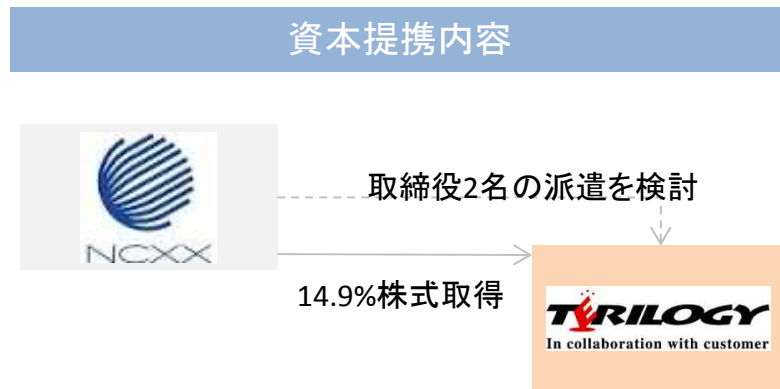 資本提携内容
取締役2名の派遣を検討
NCXX
14.9%株式取得
TERILOGY
In collaboration with customer